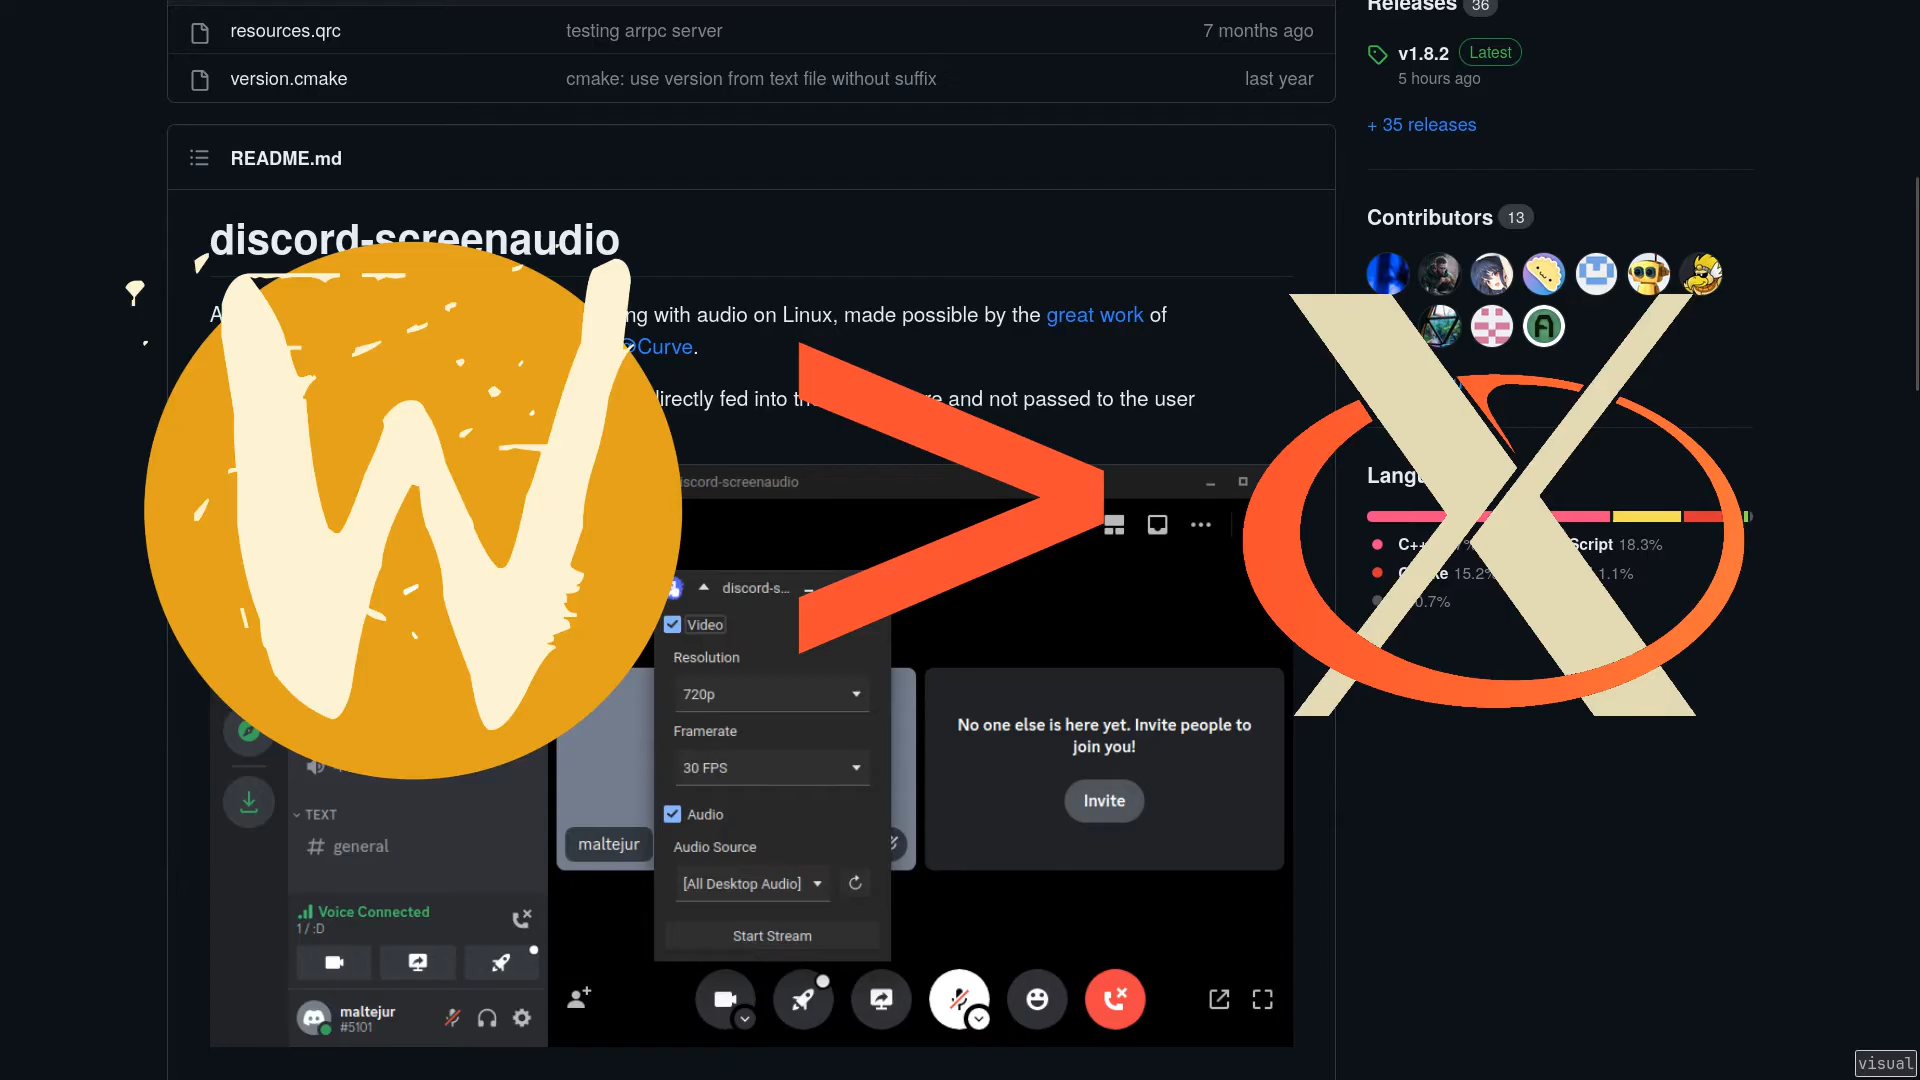 resources.qrc testing arrpc server 7 months ago
version.cmake cmake: use version from text file without suffix last year
README.md
discord-screenaudio
ng with audio on Linux, made possible by the great work of
@Curve.
directly fed into and not passed to the user
discord-screenaudio
discord-s...
Video
Resolution
720p
Framerate
30 FPS
Audio
Audio Source
[All Desktop Audio]
Start Stream
No one else is here yet. Invite people to
join you!
Invite
maltejur
TEXT
general
Voice Connected
1 / :D
maltejur
#5101
Releases 36
v1.8.2 Latest
5 hours ago
+ 35 releases
Contributors 13
C++ Script 18.3%
15.2% 1.1%
0.7%
visual